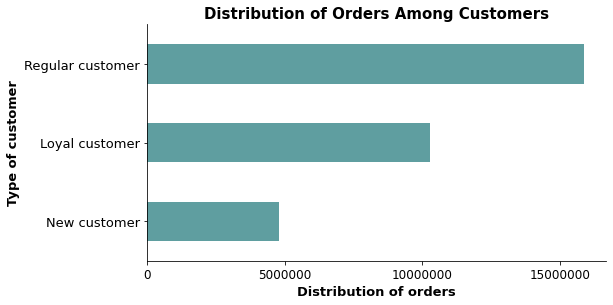 Distribution of Orders Among Customers
Type of customer
Regular customer
Loyal customer
New customer
0 5000000 10000000 15000000
Distribution of orders